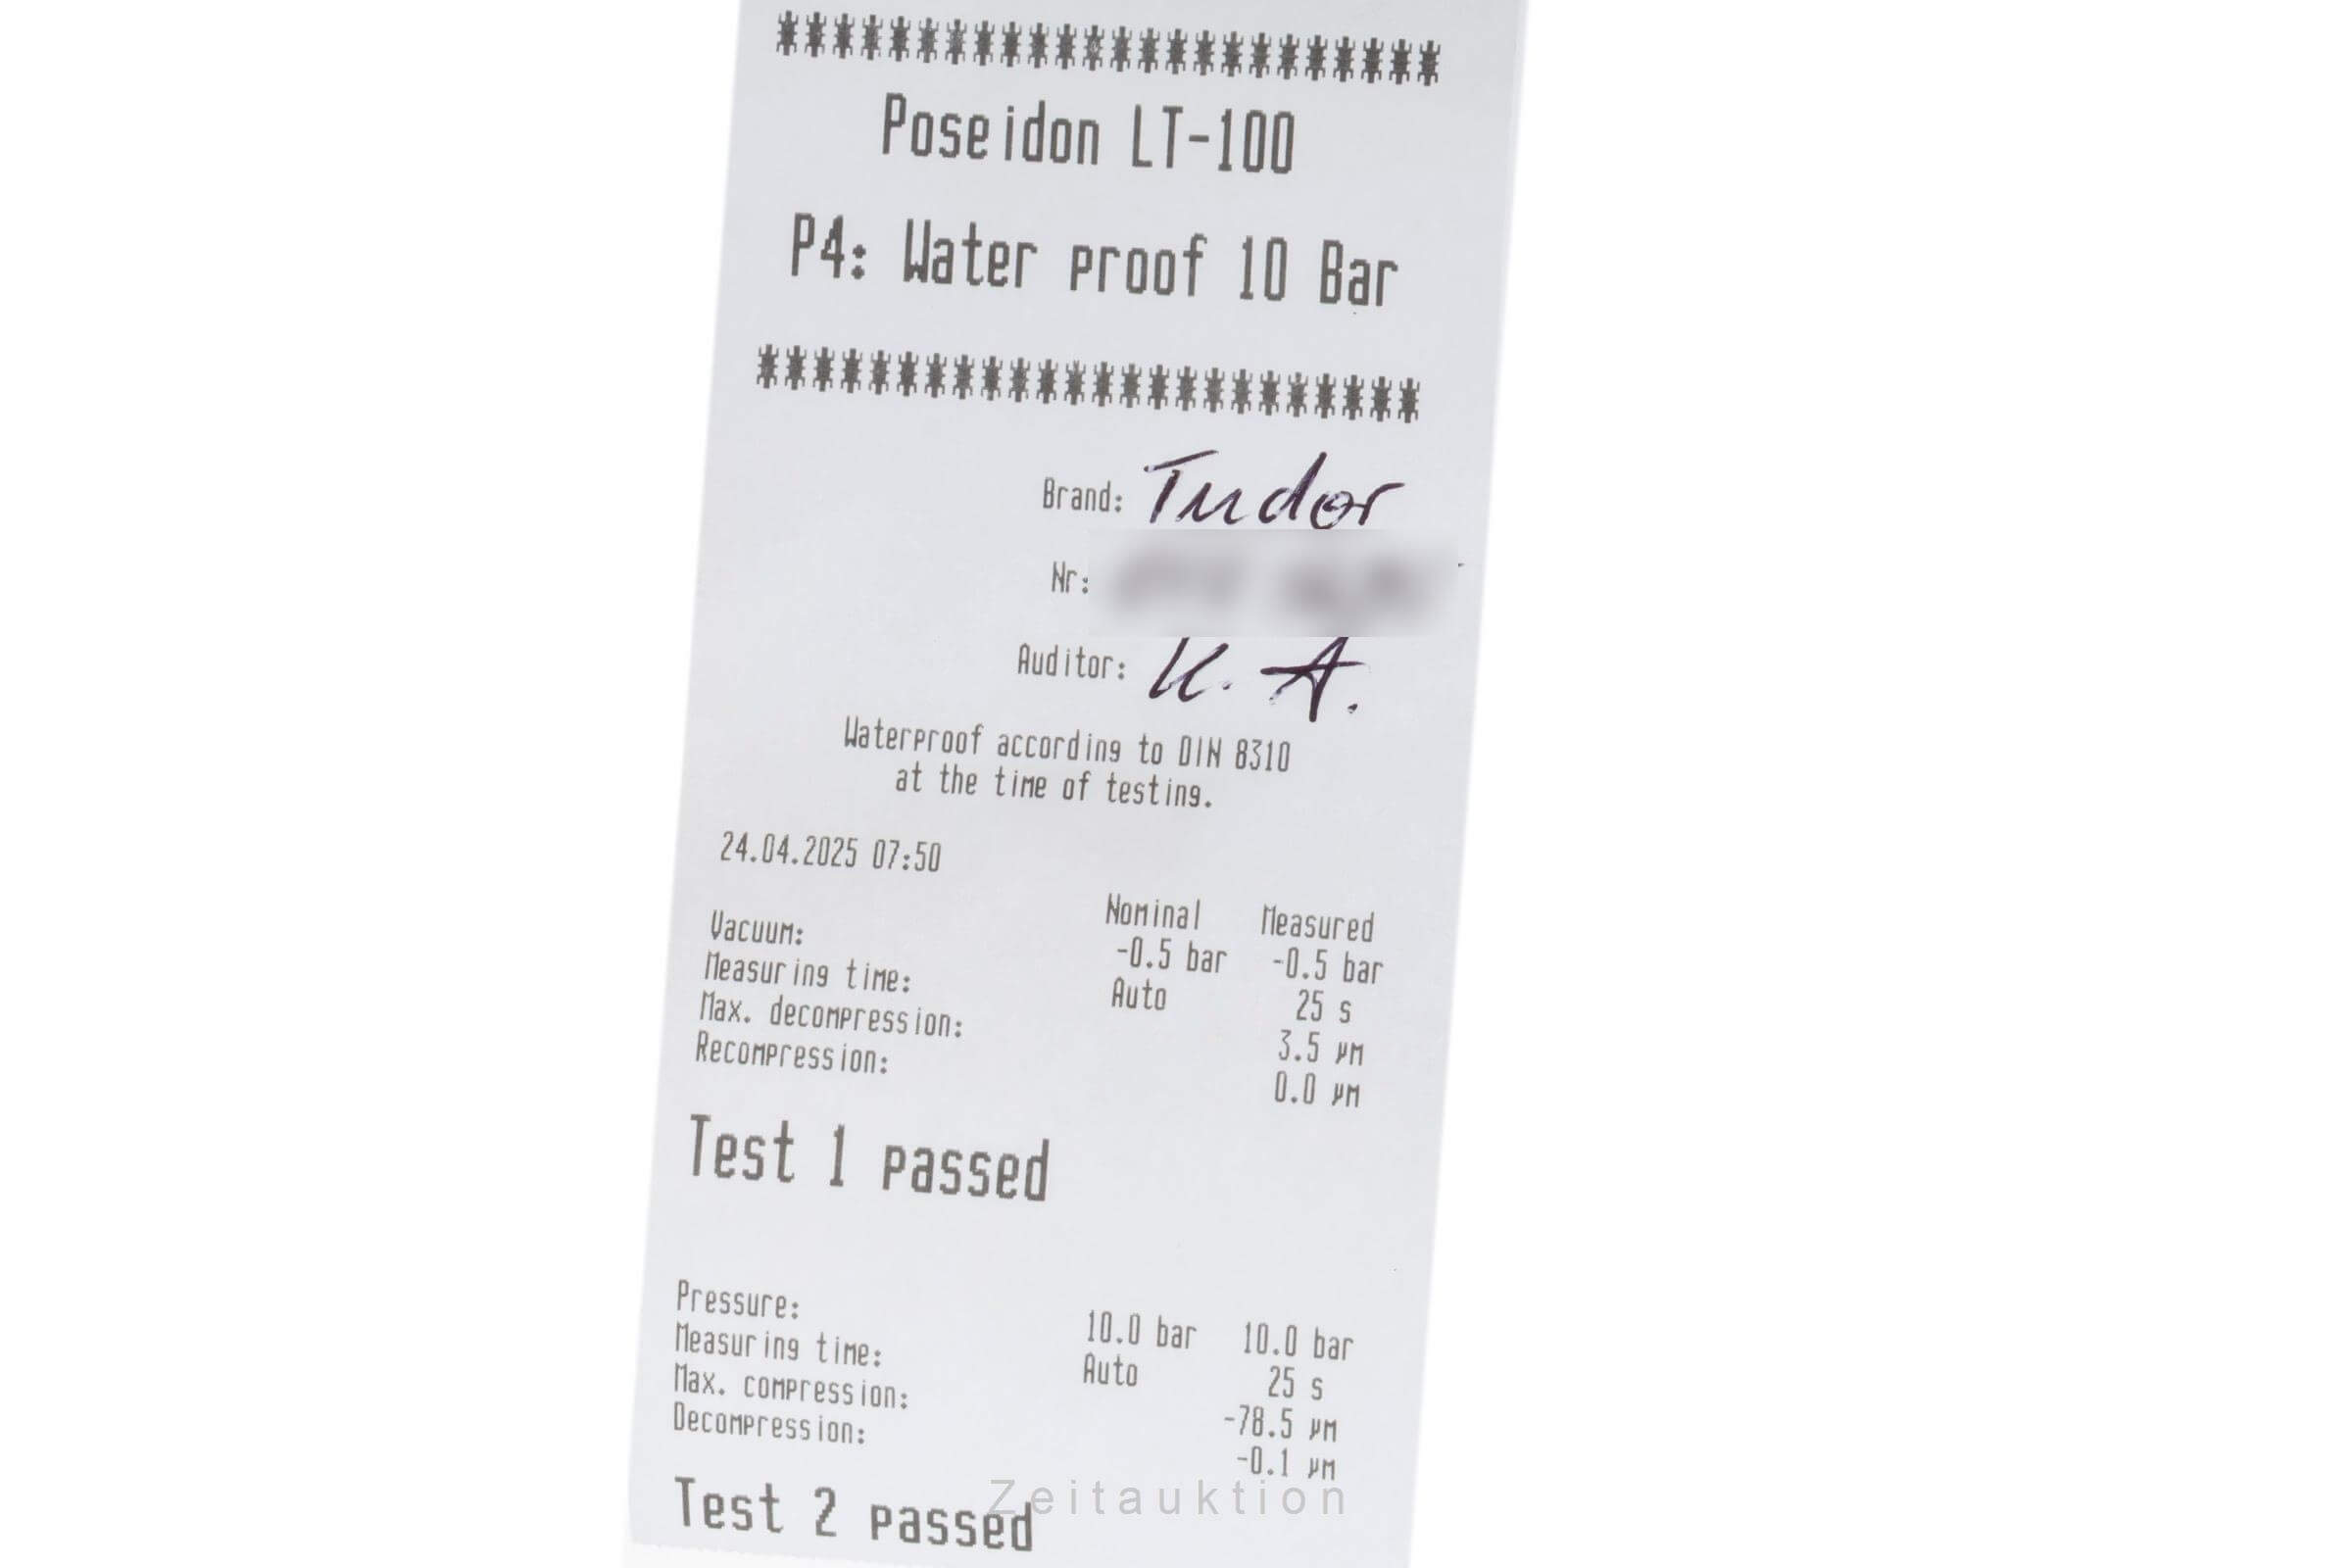 ************************
Poseidon LT-100
P4: Water proof 10 Bar
************************
Brand: Tudor
Nr:
Auditor: K. A.
Waterproof according to DIN 8310
at the time of testing.
24.04.2025 07:50
Nominal Measured
Vacuum: -0.5 bar -0.5 bar
Measuring time: Auto 25 s
Max. decompression: 3.5 µm
Recompression: 0.0 µm
Test 1 passed
Pressure: 10.0 bar 10.0 bar
Measuring time: Auto 25 s
Max. compression: -78.5 µm
Decompression: -0.1 µm
Test 2 passed
Zeitauktion